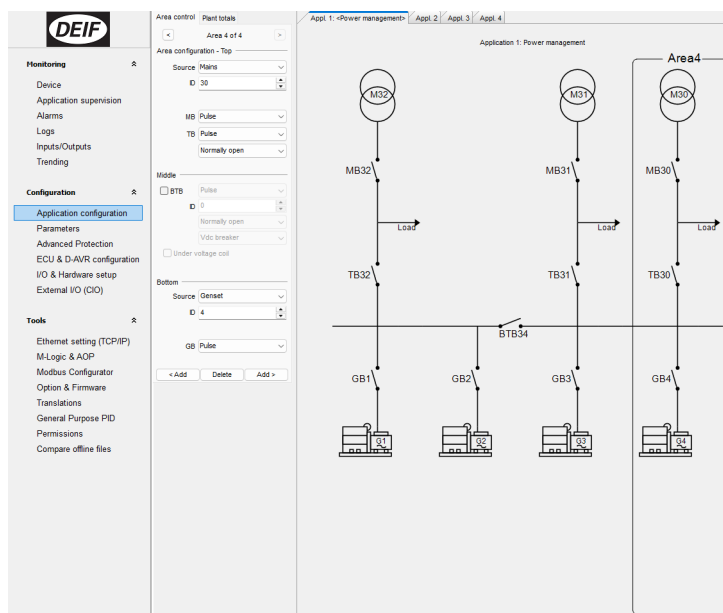 DEIF
Monitoring
Device
Application supervision
Alarms
Logs
Inputs/Outputs
Trending
Configuration
Application configuration
Parameters
Advanced Protection
ECU & D-AVR configuration
I/O & Hardware setup
External I/O (CIO)
Tools
Ethernet setting (TCP/IP)
M-Logic & AOP
Modbus Configurator
Option & Firmware
Translations
General Purpose PID
Permissions
Compare offline files
Area control Plant totals
< Area 4 of 4 >
Area configuration - Top
Source Mains
ID 30
MB Pulse
TB Pulse
Normally open
Middle
BTB Pulse
ID 0
Normally open
Vdc breaker
Under voltage coil
Bottom
Source Genset
ID 4
GB Pulse
< Add Delete Add >
Appl. 1: <Power management> Appl. 2 Appl. 3 Appl. 4
Application 1: Power management
Area4
M32 M31 M30
MB32 MB31 MB30
Load Load Load
TB32 TB31 TB30
BTB34
GB1 GB2 GB3 GB4
G1 G2 G3 G4